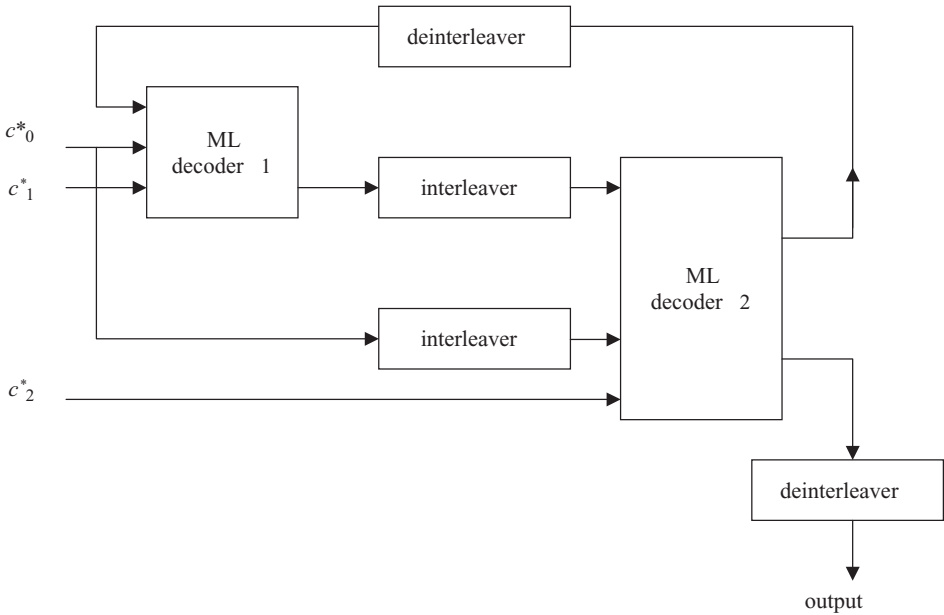 deinterleaver
c*0
ML
decoder 1
c*1
interleaver
ML
decoder 2
interleaver
c*2
deinterleaver
output